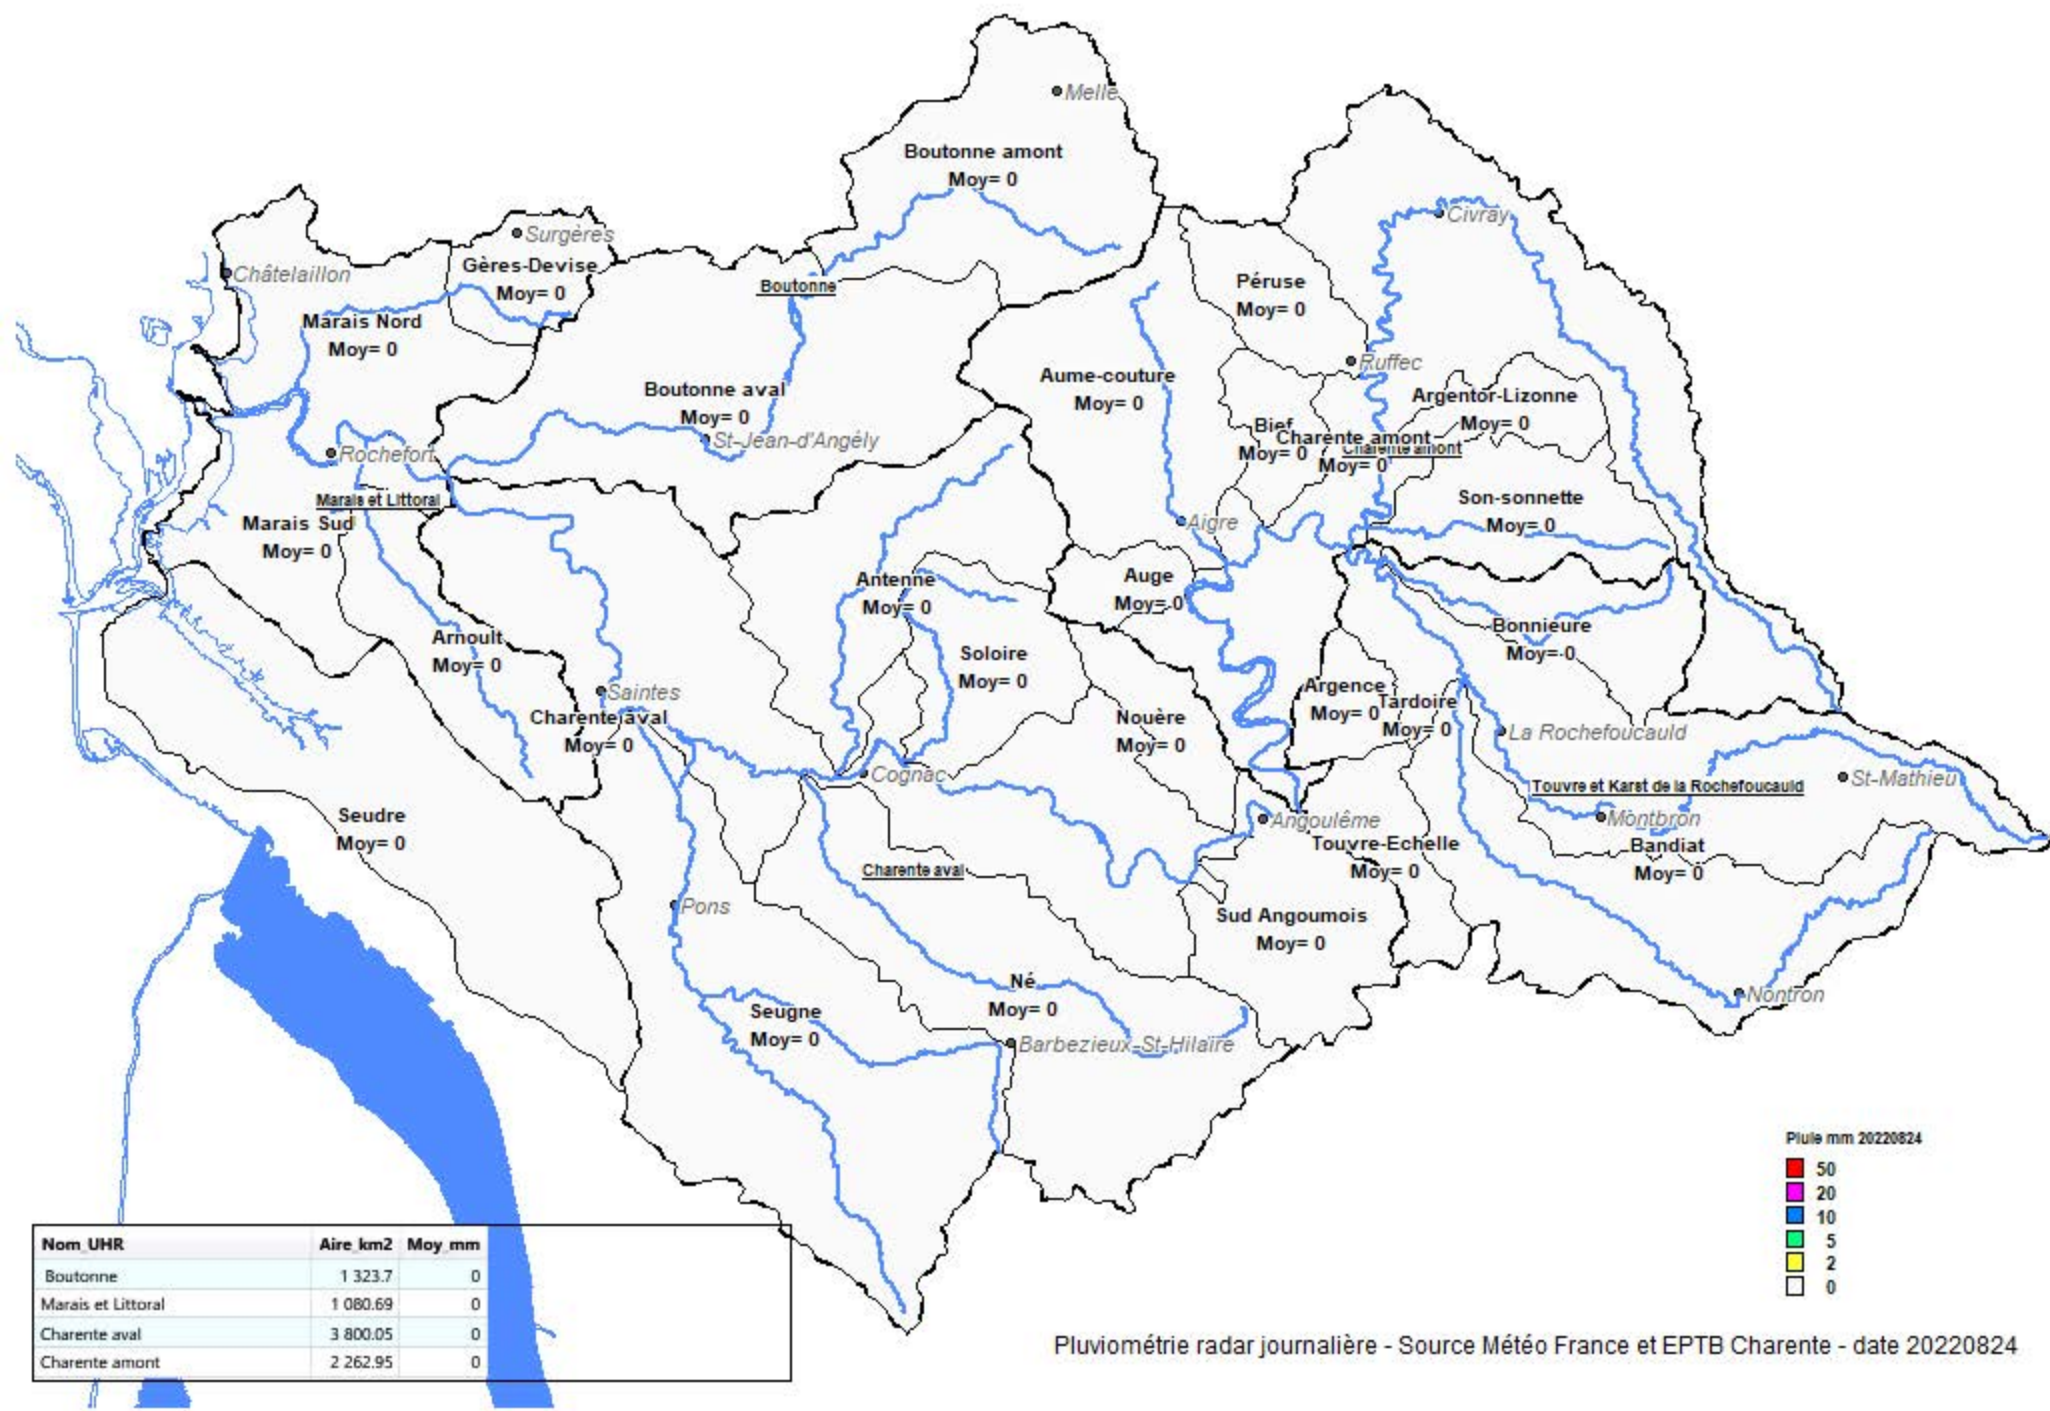 Melle
Boutonne amont
Moy= 0
Civray
Surgères
Châtelaillon
Gères-Devise
Moy= 0
Boutonne
Péruse
Moy= 0
Marais Nord
Moy= 0
Ruffec
Aume-couture
Moy= 0
Boutonne aval
Moy= 0
Argentor-Lizonne
Moy= 0
Bief
Moy= 0
Charente amont
Moy= 0
Charente amont
St-Jean-d'Angély
Rochefort
Marais et Littoral
Son-sonnette
Moy= 0
Marais Sud
Moy= 0
Aigre
Antenne
Moy= 0
Auge
Moy= 0
Bonnieure
Moy= 0
Arnoult
Moy= 0
Soloire
Moy= 0
Saintes
Argence
Moy= 0
Tardoire
Moy= 0
Charente aval
Moy= 0
Nouère
Moy= 0
La Rochefoucauld
Cognac
St-Mathieu
Touvre et Karst de la Rochefoucauld
Seudre
Moy= 0
Angoulême
Montbron
Touvre-Echelle
Moy= 0
Bandiat
Moy= 0
Charente aval
Pons
Sud Angoumois
Moy= 0
Né
Moy= 0
Nontron
Seugne
Moy= 0
Barbezieux-St-Hilaire
Pluie mm 20220824
50
20
10
5
2
0
Nom_UHR Aire_km2 Moy_mm
Boutonne 1 323.7 0
Marais et Littoral 1 080.69 0
Charente aval 3 800.05 0
Charente amont 2 262.95 0
Pluviométrie radar journalière - Source Météo France et EPTB Charente - date 20220824